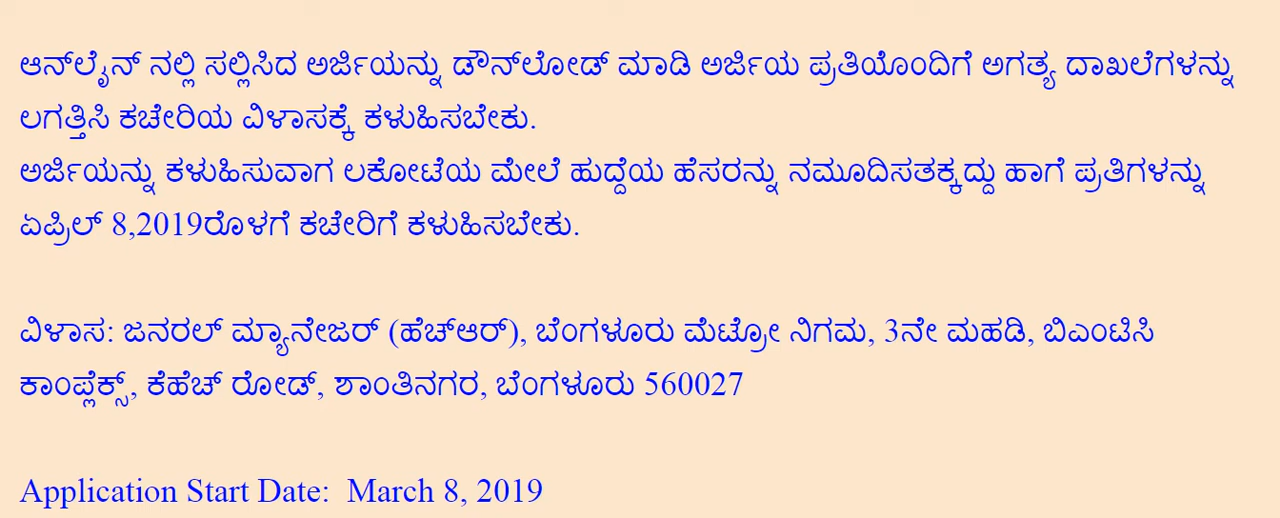 ಆನ್‌ಲೈನ್ ನಲ್ಲಿ ಸಲ್ಲಿಸಿದ ಅರ್ಜಿಯನ್ನು ಡೌನ್‌ಲೋಡ್ ಮಾಡಿ ಅರ್ಜಿಯ ಪ್ರತಿಯೊಂದಿಗೆ ಅಗತ್ಯ ದಾಖಲೆಗಳನ್ನು
ಲಗತ್ತಿಸಿ ಕಚೇರಿಯ ವಿಳಾಸಕ್ಕೆ ಕಳುಹಿಸಬೇಕು.
ಅರ್ಜಿಯನ್ನು ಕಳುಹಿಸುವಾಗ ಲಕೋಟೆಯ ಮೇಲೆ ಹುದ್ದೆಯ ಹೆಸರನ್ನು ನಮೂದಿಸತಕ್ಕದ್ದು ಹಾಗೆ ಪ್ರತಿಗಳನ್ನು
ಏಪ್ರಿಲ್ 8,2019ರೊಳಗೆ ಕಚೇರಿಗೆ ಕಳುಹಿಸಬೇಕು.
ವಿಳಾಸ: ಜನರಲ್ ಮ್ಯಾನೇಜರ್ (ಹೆಚ್‌ಆರ್), ಬೆಂಗಳೂರು ಮೆಟ್ರೋ ನಿಗಮ, 3ನೇ ಮಹಡಿ, ಬಿಎಂಟಿಸಿ
ಕಾಂಪ್ಲೆಕ್ಸ್, ಕೆಹೆಚ್ ರೋಡ್, ಶಾಂತಿನಗರ, ಬೆಂಗಳೂರು 560027
Application Start Date:  March 8, 2019